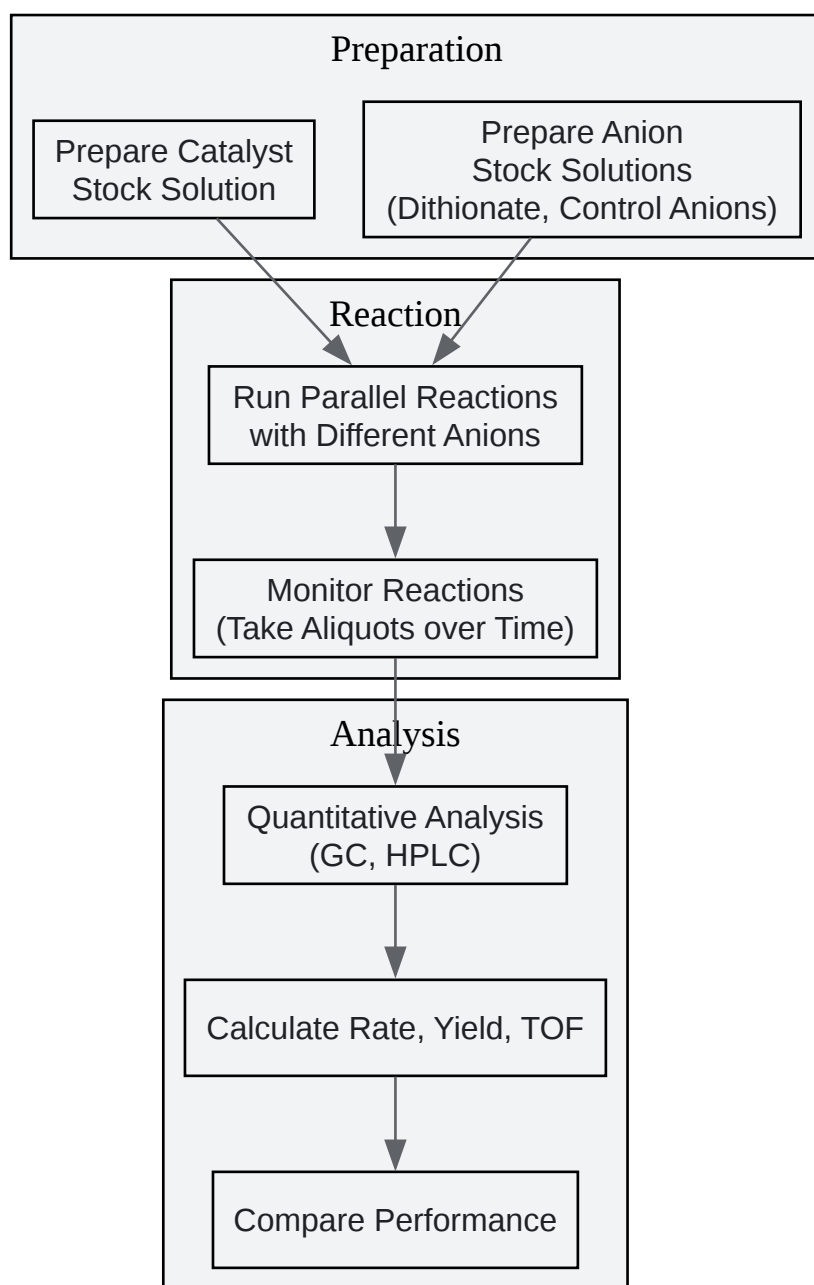 Preparation
Prepare Catalyst
Stock Solution
Prepare Anion
Stock Solutions
(Dithionate, Control Anions)
Reaction
Run Parallel Reactions
with Different Anions
Monitor Reactions
(Take Aliquots over Time)
Analysis
Quantitative Analysis
(GC, HPLC)
Calculate Rate, Yield, TOF
Compare Performance